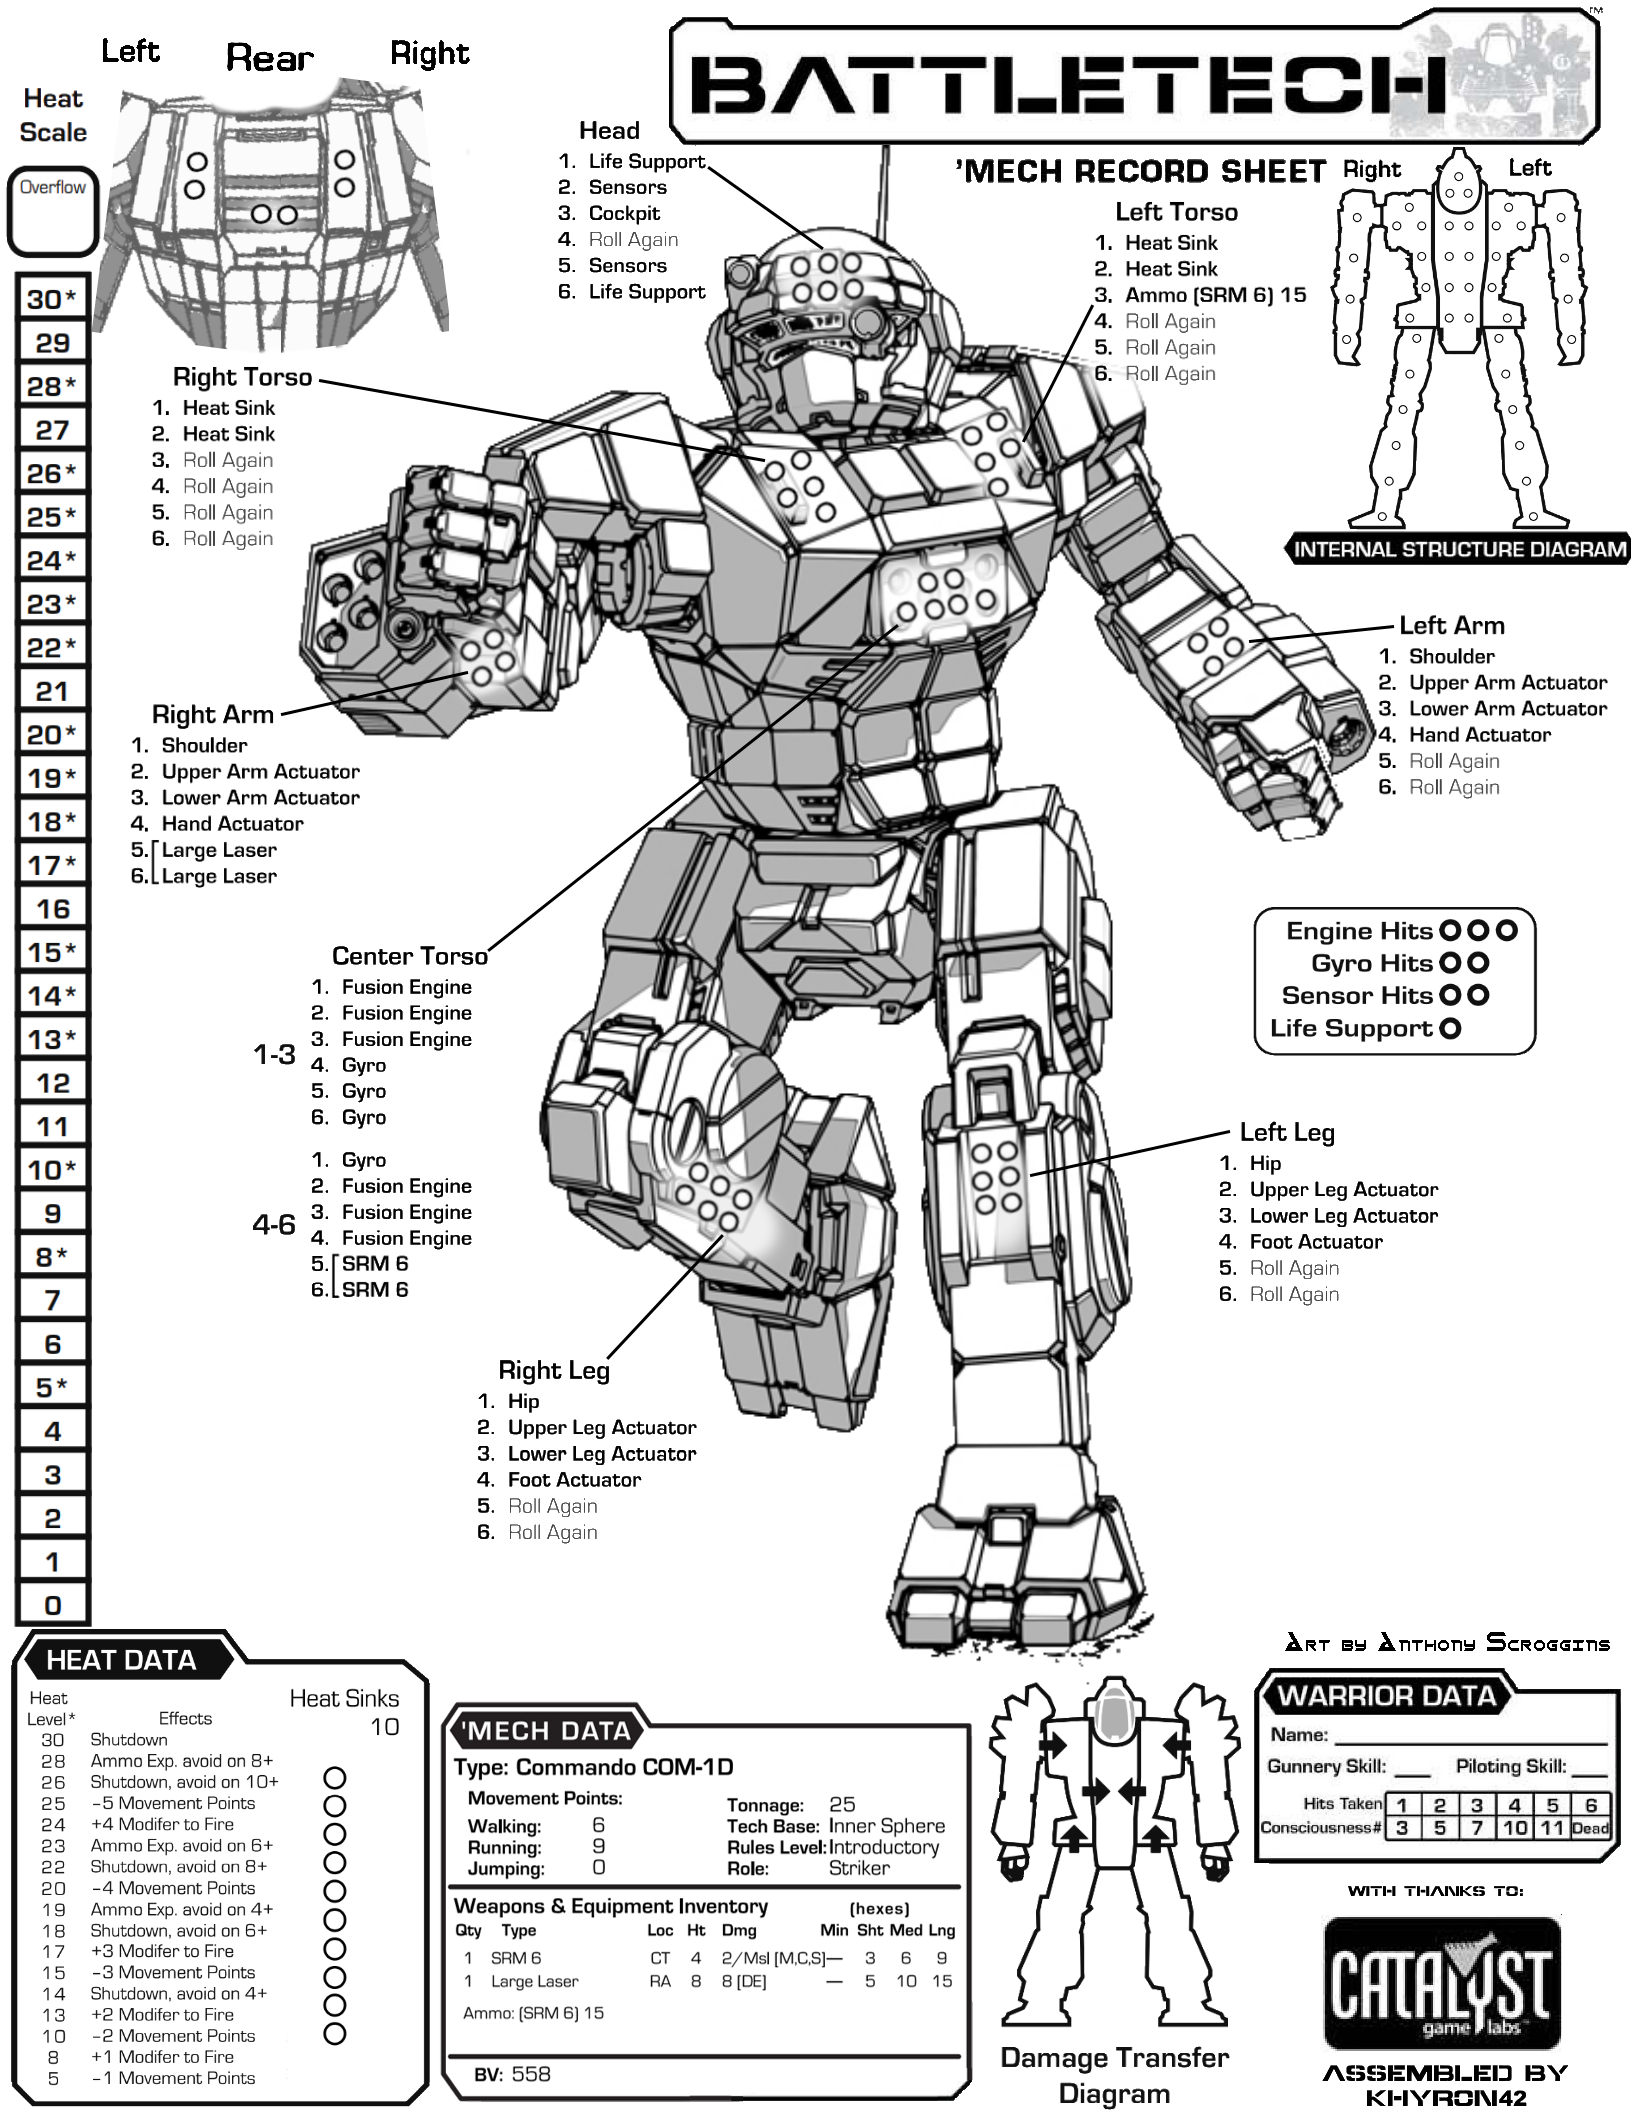 Left Rear Right
BATTLETECH
TM
'MECH RECORD SHEET
Heat
Scale
Overflow
30*
29
28*
27
26*
25*
24*
23*
22*
21
20*
19*
18*
17*
16
15*
14*
13*
12
11
10*
9
8*
7
6
5*
4
3
2
1
0
Head
1. Life Support
2. Sensors
3. Cockpit
4. Roll Again
5. Sensors
6. Life Support
Left Torso
1. Heat Sink
2. Heat Sink
3. Ammo (SRM 6) 15
4. Roll Again
5. Roll Again
6. Roll Again
Right Left
INTERNAL STRUCTURE DIAGRAM
Right Torso
1. Heat Sink
2. Heat Sink
3. Roll Again
4. Roll Again
5. Roll Again
6. Roll Again
Left Arm
1. Shoulder
2. Upper Arm Actuator
3. Lower Arm Actuator
4. Hand Actuator
5. Roll Again
6. Roll Again
Right Arm
1. Shoulder
2. Upper Arm Actuator
3. Lower Arm Actuator
4. Hand Actuator
5. Large Laser
6. Large Laser
Engine Hits
Gyro Hits
Sensor Hits
Life Support
Center Torso
1. Fusion Engine
2. Fusion Engine
3. Fusion Engine
1-3
4. Gyro
5. Gyro
6. Gyro
1. Gyro
2. Fusion Engine
3. Fusion Engine
4-6
4. Fusion Engine
5. SRM 6
6. SRM 6
Left Leg
1. Hip
2. Upper Leg Actuator
3. Lower Leg Actuator
4. Foot Actuator
5. Roll Again
6. Roll Again
Right Leg
1. Hip
2. Upper Leg Actuator
3. Lower Leg Actuator
4. Foot Actuator
5. Roll Again
6. Roll Again
HEAT DATA
Heat Sinks
10
Heat
Level* Effects
30 Shutdown
28 Ammo Exp. avoid on 8+
26 Shutdown, avoid on 10+
25 -5 Movement Points
24 +4 Modifer to Fire
23 Ammo Exp. avoid on 6+
22 Shutdown, avoid on 8+
20 -4 Movement Points
19 Ammo Exp. avoid on 4+
18 Shutdown, avoid on 6+
17 +3 Modifer to Fire
15 -3 Movement Points
14 Shutdown, avoid on 4+
13 +2 Modifer to Fire
10 -2 Movement Points
8 +1 Modifer to Fire
5 -1 Movement Points
'MECH DATA
Type: Commando COM-1D
Movement Points:
Walking: 6
Running: 9
Jumping: 0
Tonnage: 25
Tech Base: Inner Sphere
Rules Level: Introductory
Role: Striker
Weapons & Equipment Inventory (hexes)
Qty Type Loc Ht Dmg Min Sht Med Lng
1 SRM 6 CT 4 2/Msl [M,C,S] — 3 6 9
1 Large Laser RA 8 8 [DE] — 5 10 15
Ammo: (SRM 6) 15
BV: 558
Damage Transfer
Diagram
Art by Anthony Scroggins
WARRIOR DATA
Name:
Gunnery Skill: Piloting Skill:
Hits Taken 1 2 3 4 5 6
Consciousness# 3 5 7 10 11 Dead
WITH THANKS TO:
CATALYST
game labs
ASSEMBLED BY
KHYRON42